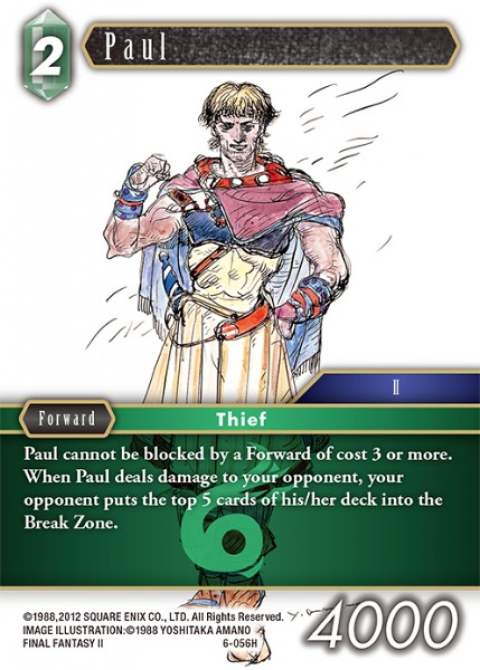 2
Paul
II
Forward
Thief
Paul cannot be blocked by a Forward of cost 3 or more.
When Paul deals damage to your opponent, your
opponent puts the top 5 cards of his/her deck into the
Break Zone.
6
©1988,2012 SQUARE ENIX CO., LTD. All Rights Reserved.
IMAGE ILLUSTRATION:©1988 YOSHITAKA AMANO
FINAL FANTASY II
6-056H
4000